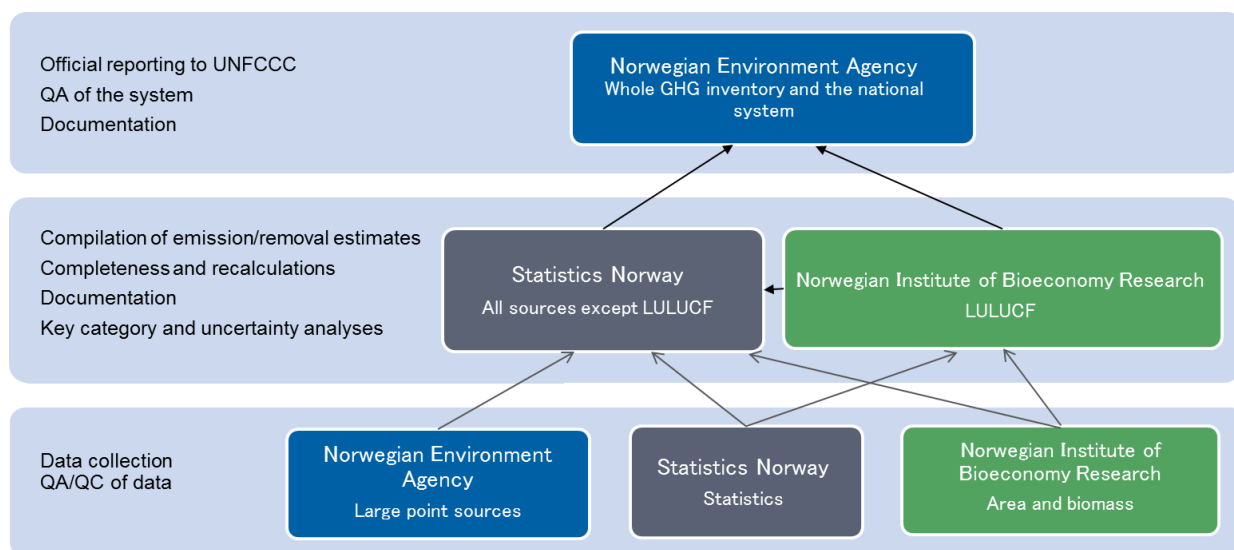 Official reporting to UNFCCC
QA of the system
Documentation
Norwegian Environment Agency
Whole GHG inventory and the national
system
Compilation of emission/removal estimates
Completeness and recalculations
Documentation
Key category and uncertainty analyses
Statistics Norway
All sources except LULUCF
Norwegian Institute of Bioeconomy Research
LULUCF
Data collection
QA/QC of data
Norwegian Environment
Agency
Large point sources
Statistics Norway
Statistics
Norwegian Institute of
Bioeconomy Research
Area and biomass